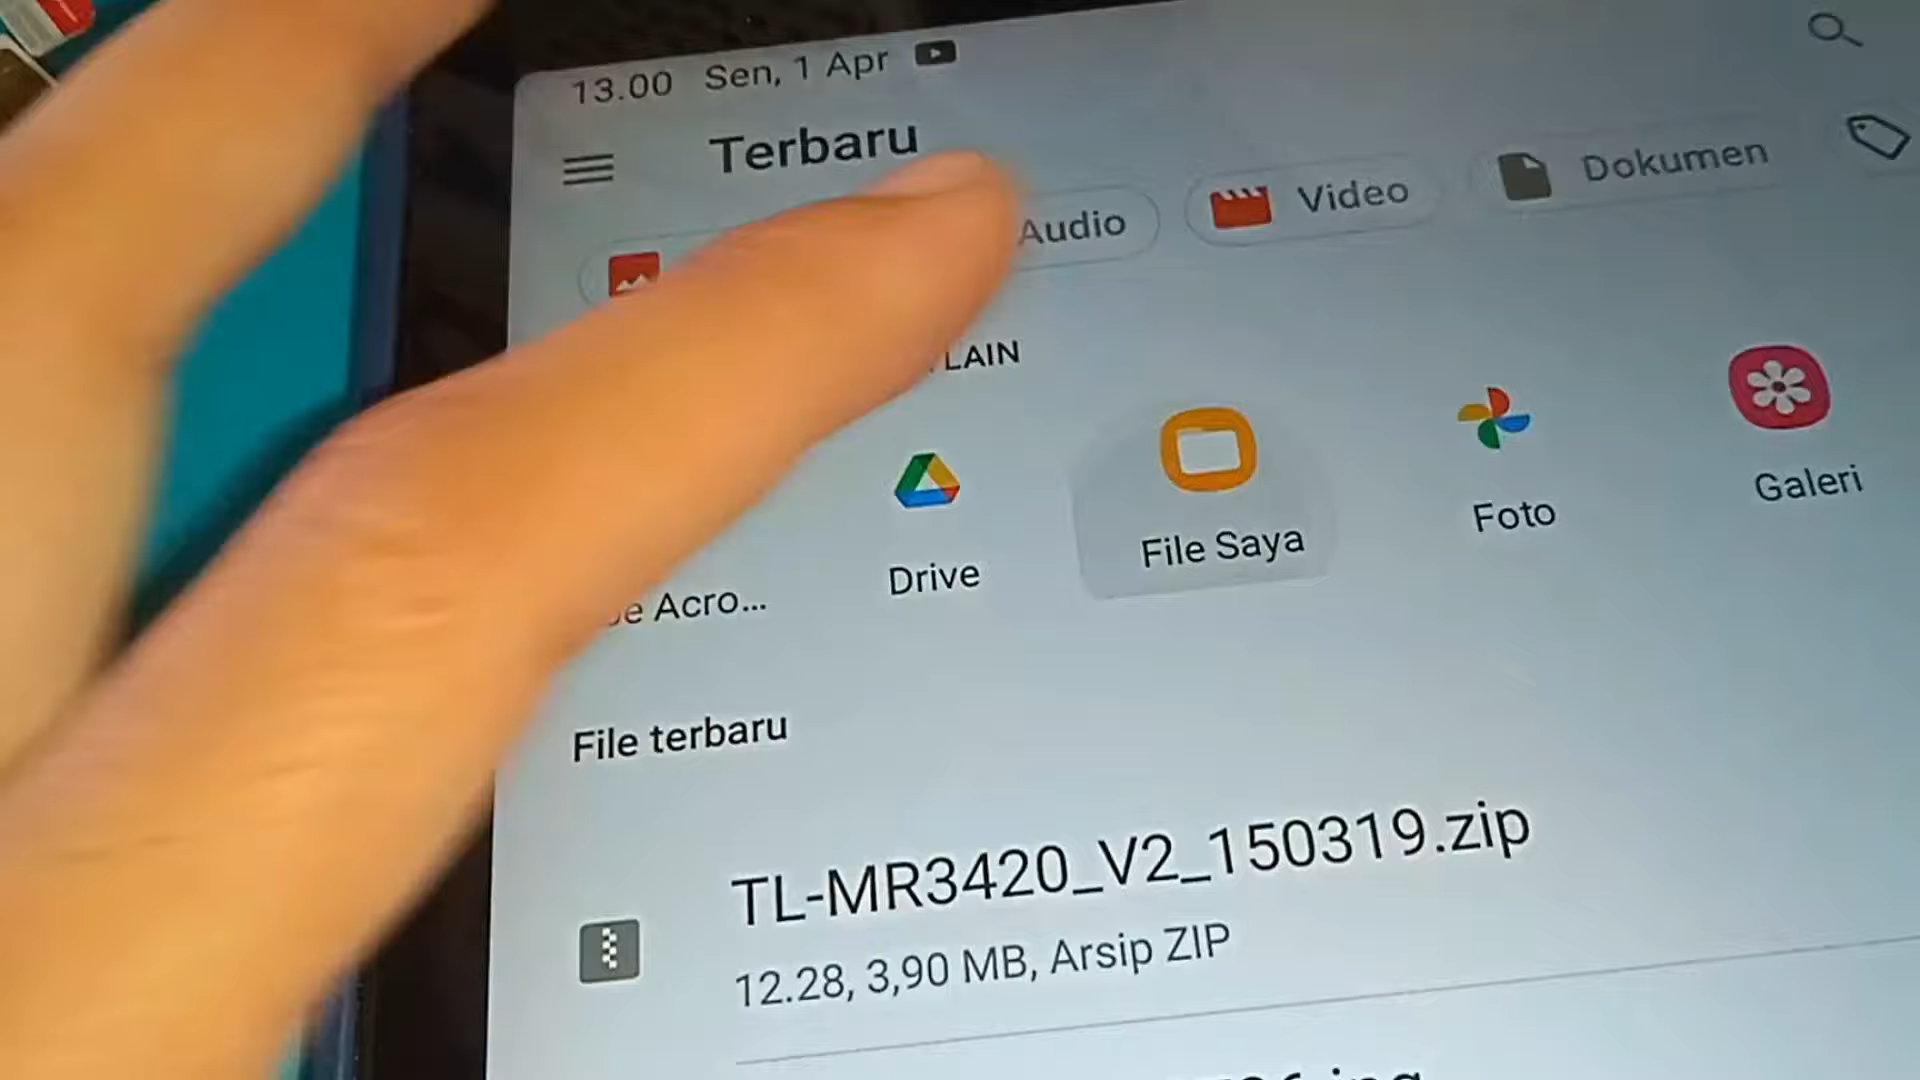 13.00 Sen, 1 Apr
Terbaru
Audio
Video
Dokumen
LAIN
Acro...
Drive
File Saya
Foto
Galeri
File terbaru
TL-MR3420_V2_150319.zip
12.28, 3,90 MB, Arsip ZIP